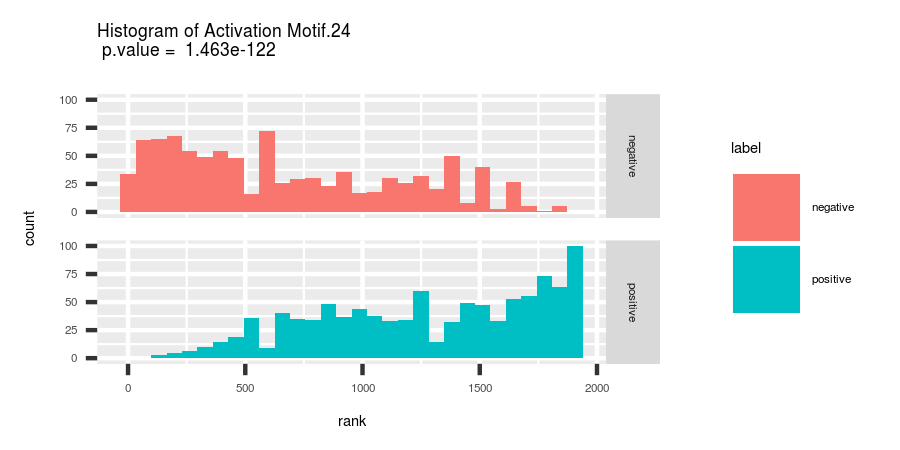 Histogram of Activation Motif.24
p.value = 1.463e-122
count
100
75
50
25
0
negative
100
75
50
25
0
positive
0 500 1000 1500 2000
rank
label
negative
positive